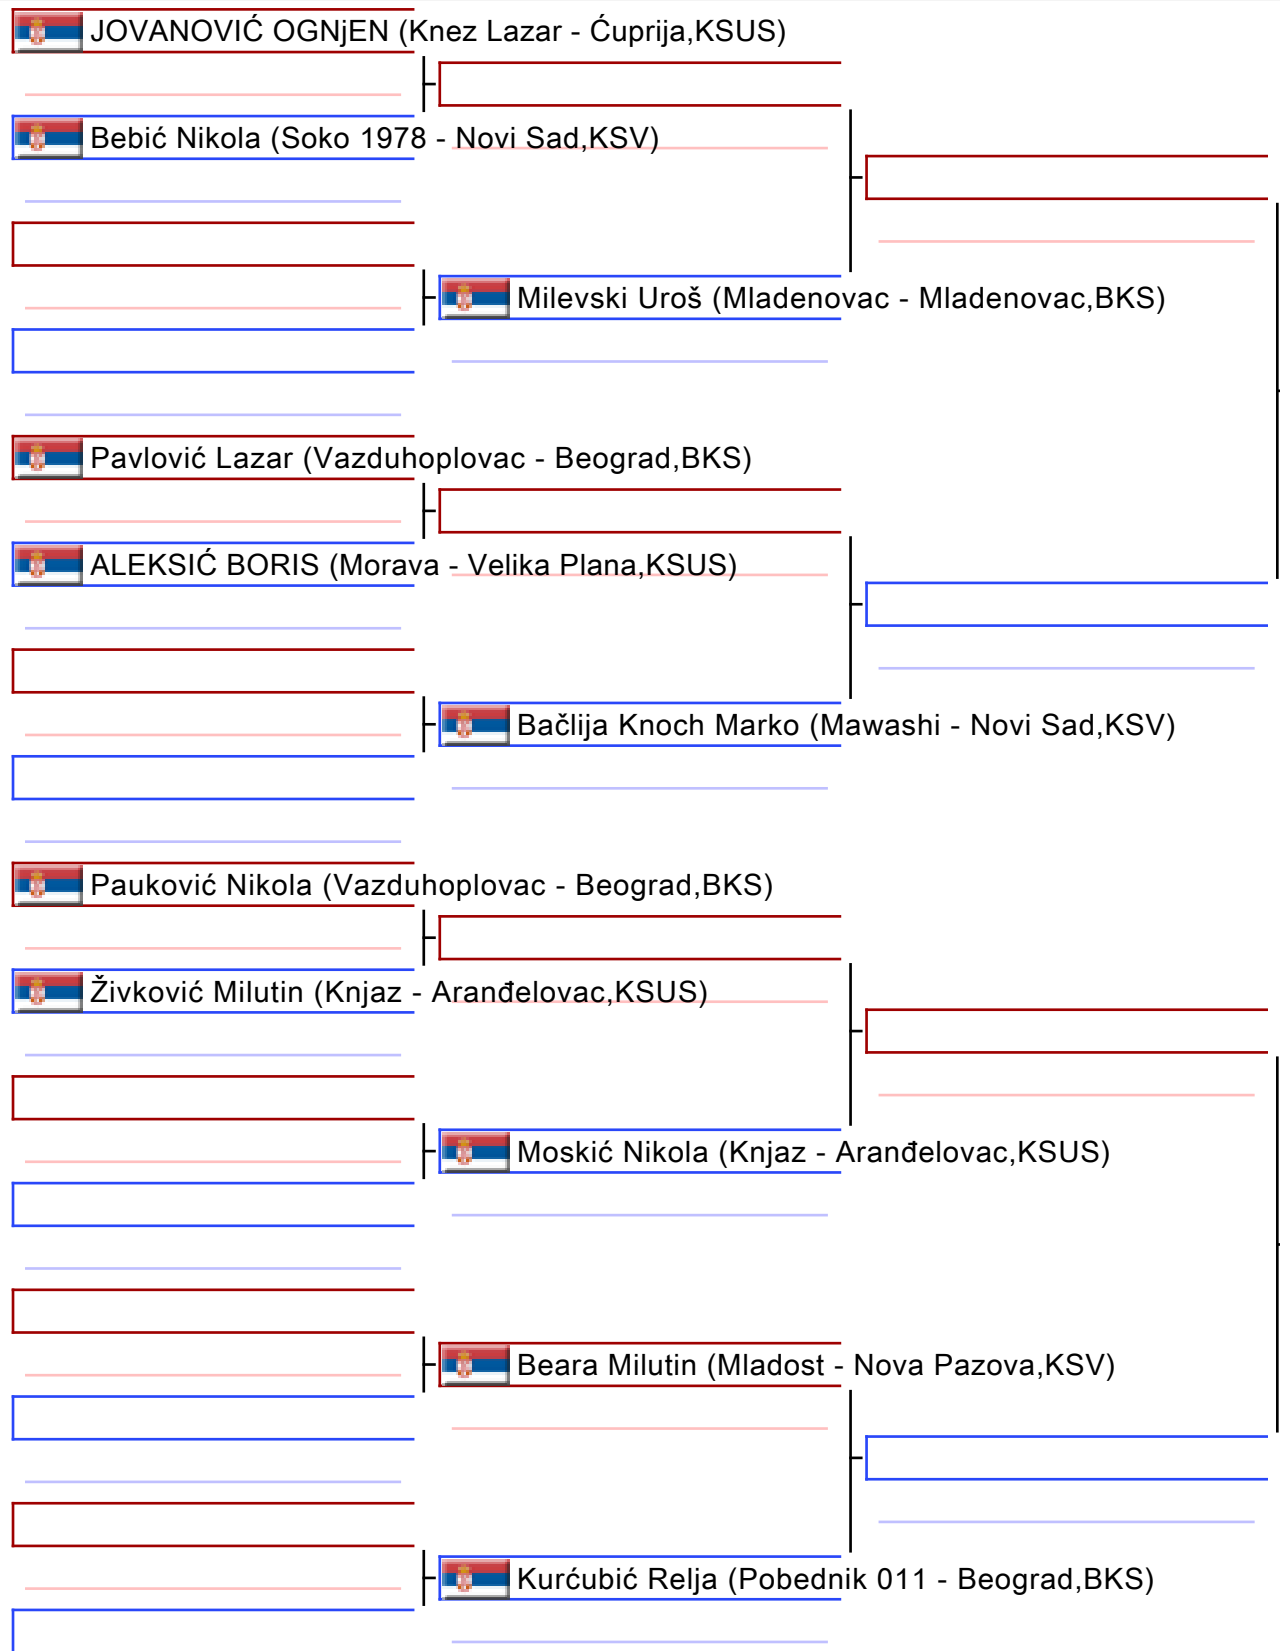 JOVANOVIĆ OGNjEN (Knez Lazar - Ćuprija,KSUS)
Bebić Nikola (Soko 1978 - Novi Sad,KSV)
Milevski Uroš (Mladenovac - Mladenovac,BKS)
Pavlović Lazar (Vazduhoplovac - Beograd,BKS)
ALEKSIĆ BORIS (Morava - Velika Plana,KSUS)
Bačlija Knoch Marko (Mawashi - Novi Sad,KSV)
Pauković Nikola (Vazduhoplovac - Beograd,BKS)
Živković Milutin (Knjaz - Aranđelovac,KSUS)
Moskić Nikola (Knjaz - Aranđelovac,KSUS)
Beara Milutin (Mladost - Nova Pazova,KSV)
Kurćubić Relja (Pobednik 011 - Beograd,BKS)